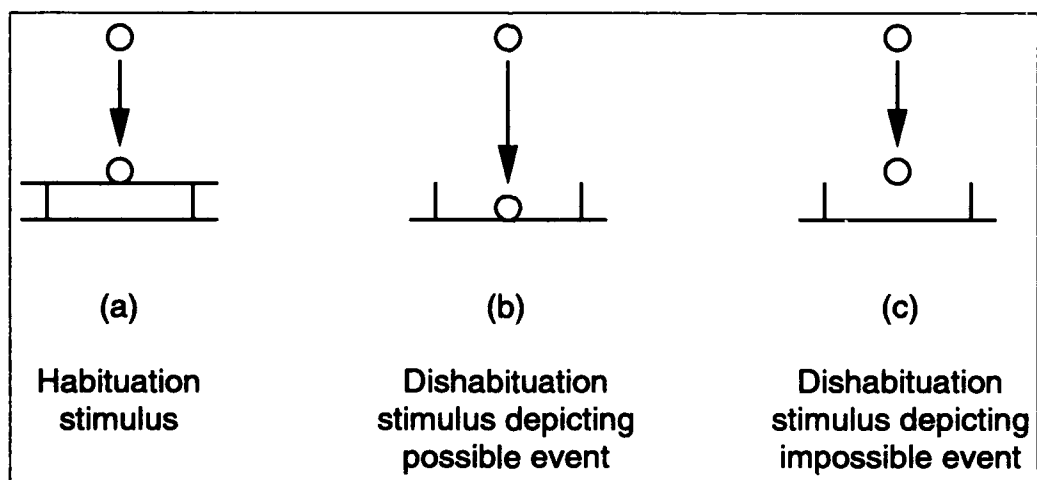 (a)
Habituation
stimulus
(b)
Dishabituation
stimulus depicting
possible event
(c)
Dishabituation
stimulus depicting
impossible event